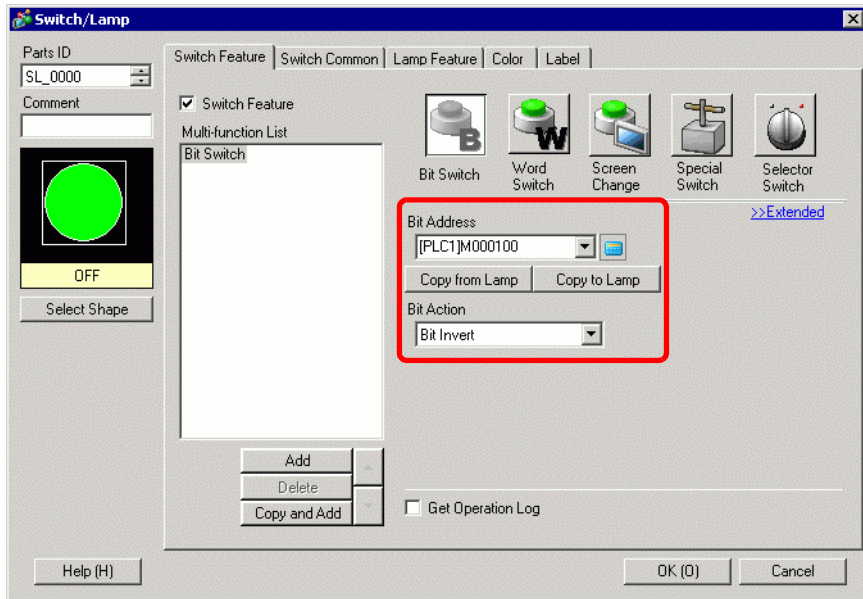 Switch/Lamp
Parts ID
SL_0000
Comment
OFF
Select Shape
Switch Feature
Switch Common
Lamp Feature
Color
Label
Switch Feature
Multi-function List
Bit Switch
Add
Delete
Copy and Add
B
W
Bit Switch
Word
Switch
Screen
Change
Special
Switch
Selector
Switch
>>Extended
Bit Address
[PLC1]M000100
Copy from Lamp
Copy to Lamp
Bit Action
Bit Invert
Get Operation Log
Help (H)
OK (O)
Cancel